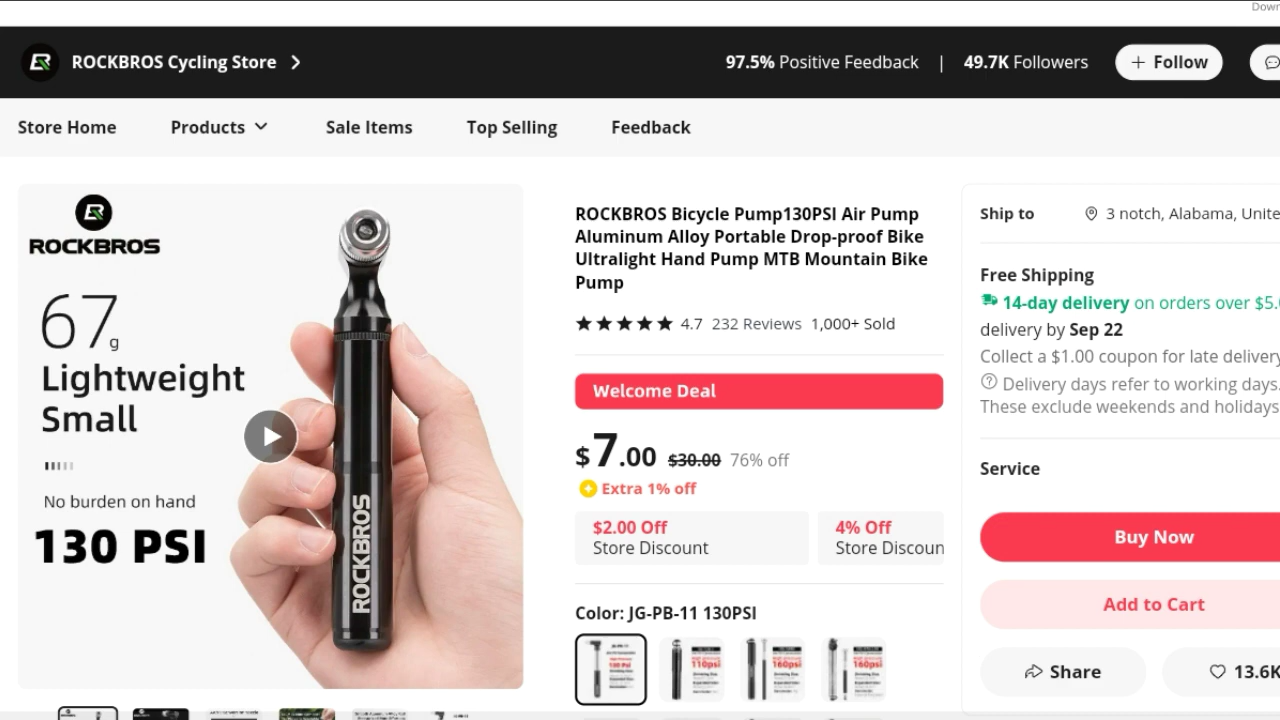 Down
ROCKBROS Cycling Store
97.5% Positive Feedback | 49.7K Followers
+ Follow
Store Home
Products
Sale Items
Top Selling
Feedback
ROCKBROS
67g
Lightweight
Small
No burden on hand
130 PSI
ROCKBROS
ROCKBROS Bicycle Pump130PSI Air Pump
Aluminum Alloy Portable Drop-proof Bike
Ultralight Hand Pump MTB Mountain Bike
Pump
4.7 232 Reviews 1,000+ Sold
Welcome Deal
$7.00 $30.00 76% off
Extra 1% off
$2.00 Off
Store Discount
4% Off
Store Discoun
Color: JG-PB-11 130PSI
110psi
160psi
160psi
Ship to
3 notch, Alabama, Unite
Free Shipping
14-day delivery on orders over $5.
delivery by Sep 22
Collect a $1.00 coupon for late delivery
Delivery days refer to working days.
These exclude weekends and holidays
Service
Buy Now
Add to Cart
Share
13.6K